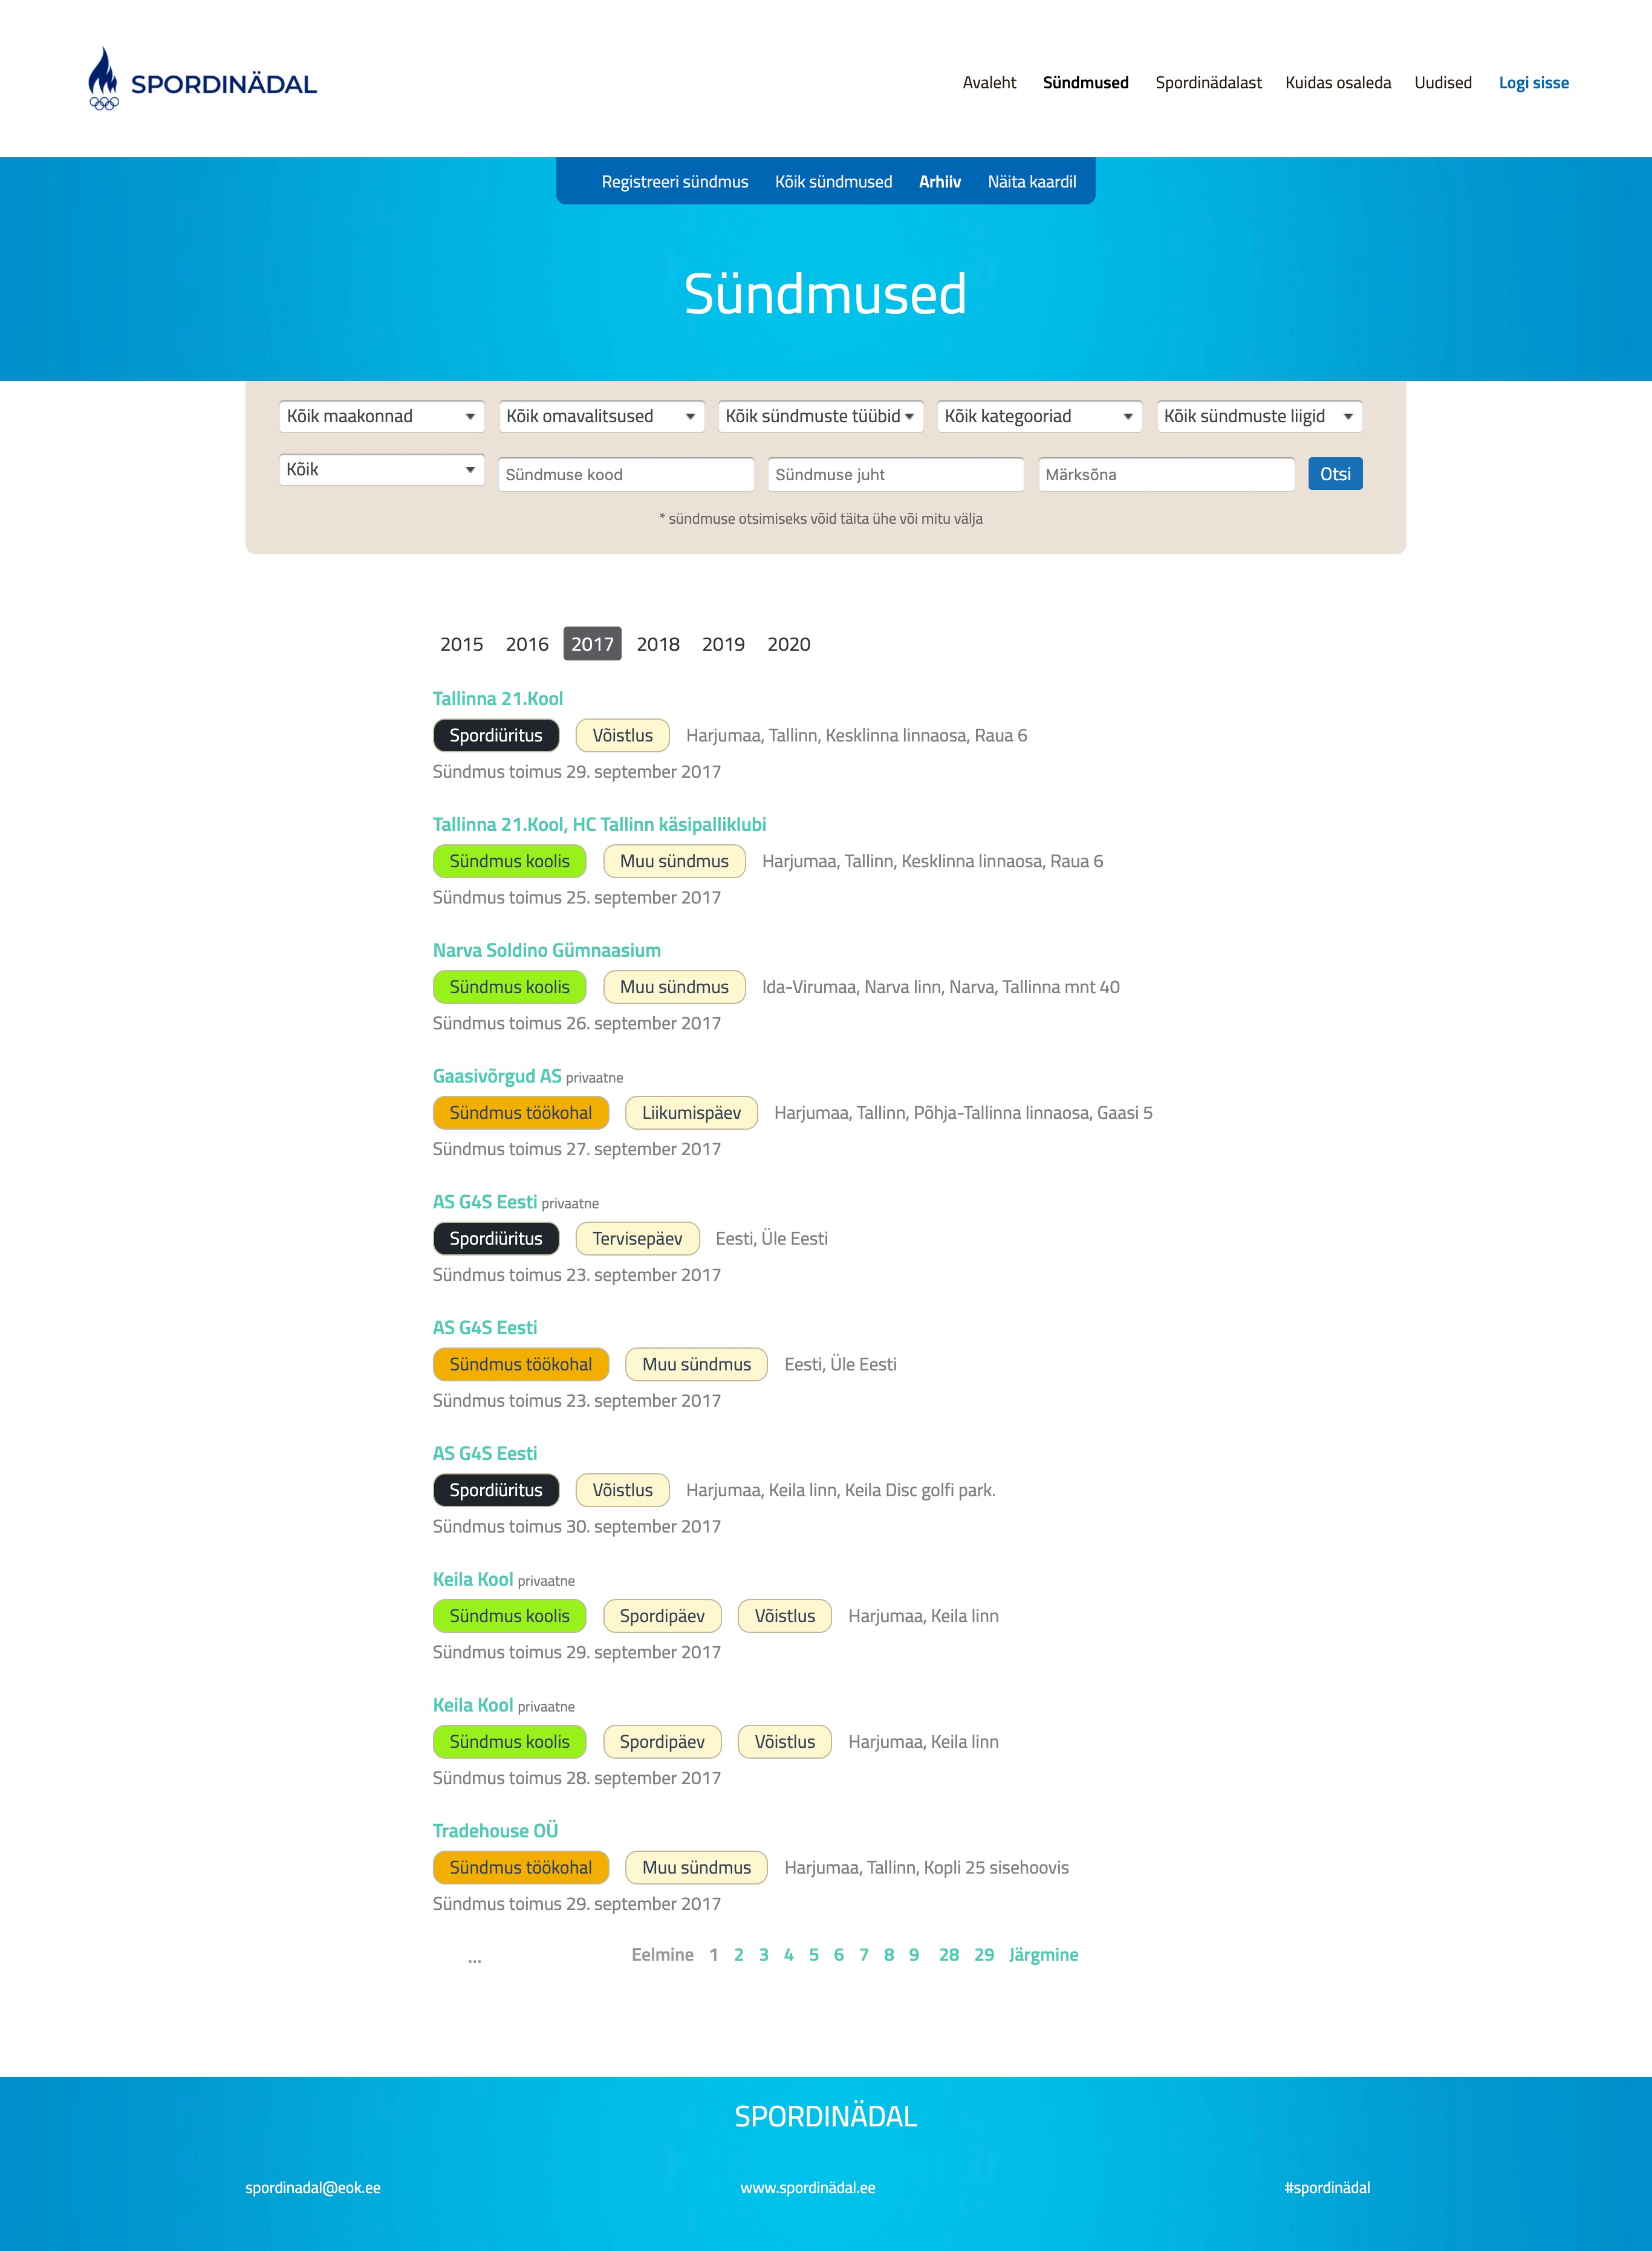 SPORDINÄDAL
Avaleht Sündmused Spordinädalast Kuidas osaleda Uudised Logi sisse
Registreeri sündmus Kõik sündmused Arhiiv Näita kaardil
Sündmused
Kõik maakonnad Kõik omavalitsused Kõik sündmuste tüübid Kõik kategooriad Kõik sündmuste liigid
Kõik Sündmuse kood Sündmuse juht Märksõna Otsi
* sündmuse otsimiseks võid täita ühe või mitu välja
2015 2016 2017 2018 2019 2020
Tallinna 21.Kool
Spordiüritus Võistlus Harjumaa, Tallinn, Kesklinna linnaosa, Raua 6
Sündmus toimus 29. september 2017
Tallinna 21.Kool, HC Tallinn käsipalliklubi
Sündmus koolis Muu sündmus Harjumaa, Tallinn, Kesklinna linnaosa, Raua 6
Sündmus toimus 25. september 2017
Narva Soldino Gümnaasium
Sündmus koolis Muu sündmus Ida-Virumaa, Narva linn, Narva, Tallinna mnt 40
Sündmus toimus 26. september 2017
Gaasivõrgud AS privaatne
Sündmus töökohal Liikumispäev Harjumaa, Tallinn, Põhja-Tallinna linnaosa, Gaasi 5
Sündmus toimus 27. september 2017
AS G4S Eesti privaatne
Spordiüritus Tervisepäev Eesti, Üle Eesti
Sündmus toimus 23. september 2017
AS G4S Eesti
Sündmus töökohal Muu sündmus Eesti, Üle Eesti
Sündmus toimus 23. september 2017
AS G4S Eesti
Spordiüritus Võistlus Harjumaa, Keila linn, Keila Disc golfi park.
Sündmus toimus 30. september 2017
Keila Kool privaatne
Sündmus koolis Spordipäev Võistlus Harjumaa, Keila linn
Sündmus toimus 29. september 2017
Keila Kool privaatne
Sündmus koolis Spordipäev Võistlus Harjumaa, Keila linn
Sündmus toimus 28. september 2017
Tradehouse OÜ
Sündmus töökohal Muu sündmus Harjumaa, Tallinn, Kopli 25 sisehoovis
Sündmus toimus 29. september 2017
... Eelmine 1 2 3 4 5 6 7 8 9 28 29 Järgmine
SPORDINÄDAL
spordinadal@eok.ee www.spordinädal.ee #spordinädal